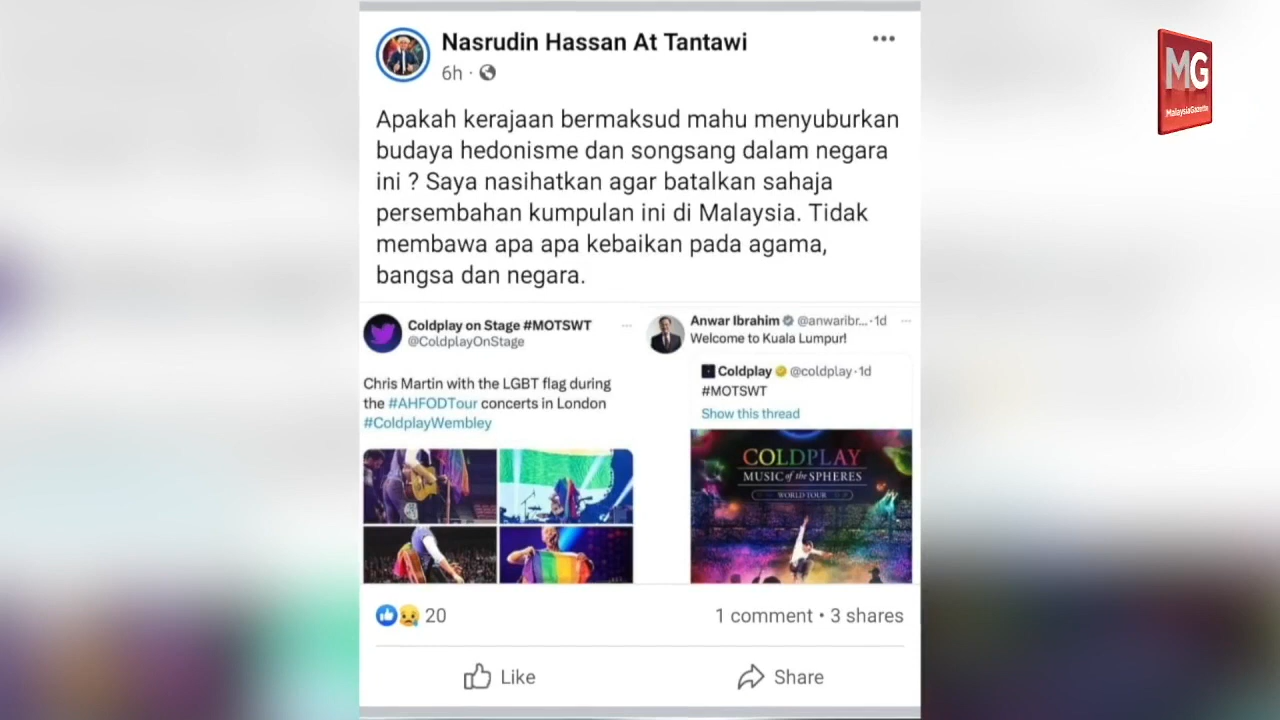 Nasrudin Hassan At Tantawi
6h ·
Apakah kerajaan bermaksud mahu menyuburkan
budaya hedonisme dan songsang dalam negara
ini ? Saya nasihatkan agar batalkan sahaja
persembahan kumpulan ini di Malaysia. Tidak
membawa apa apa kebaikan pada agama,
bangsa dan negara.
Coldplay on Stage #MOTSWT
@ColdplayOnStage
Chris Martin with the LGBT flag during
the #AHFODTour concerts in London
#ColdplayWembley
Anwar Ibrahim @anwaribr... · 1d
Welcome to Kuala Lumpur!
Coldplay @coldplay · 1d
#MOTSWT
Show this thread
COLDPLAY
MUSIC of the SPHERES
WORLD TOUR
20
1 comment • 3 shares
Like
Share
MG
MalaysiaGazette